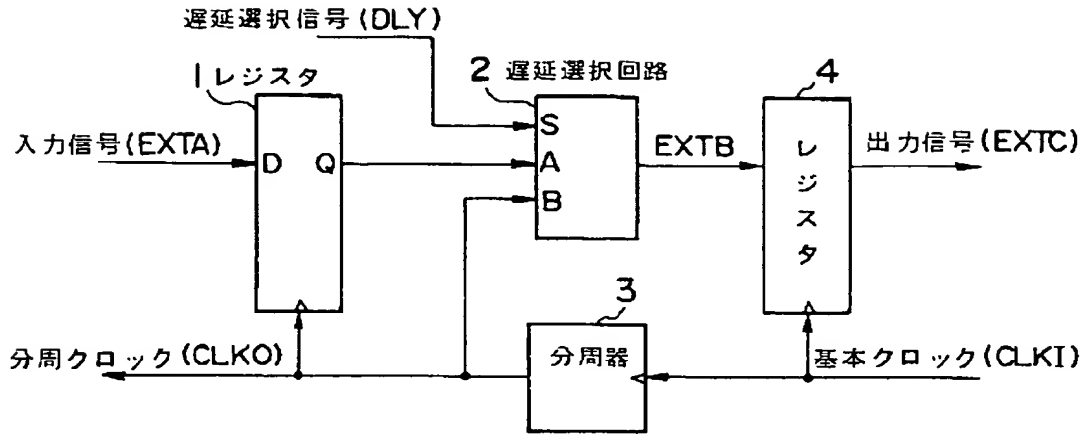 遅延選択信号(DLY)
1 レジスタ
2 遅延選択回路
4
入力信号(EXTA)
D Q
S
A
B
EXTB
レジスタ
出力信号(EXTC)
3
分周クロック(CLKO)
分周器
基本クロック(CLKI)